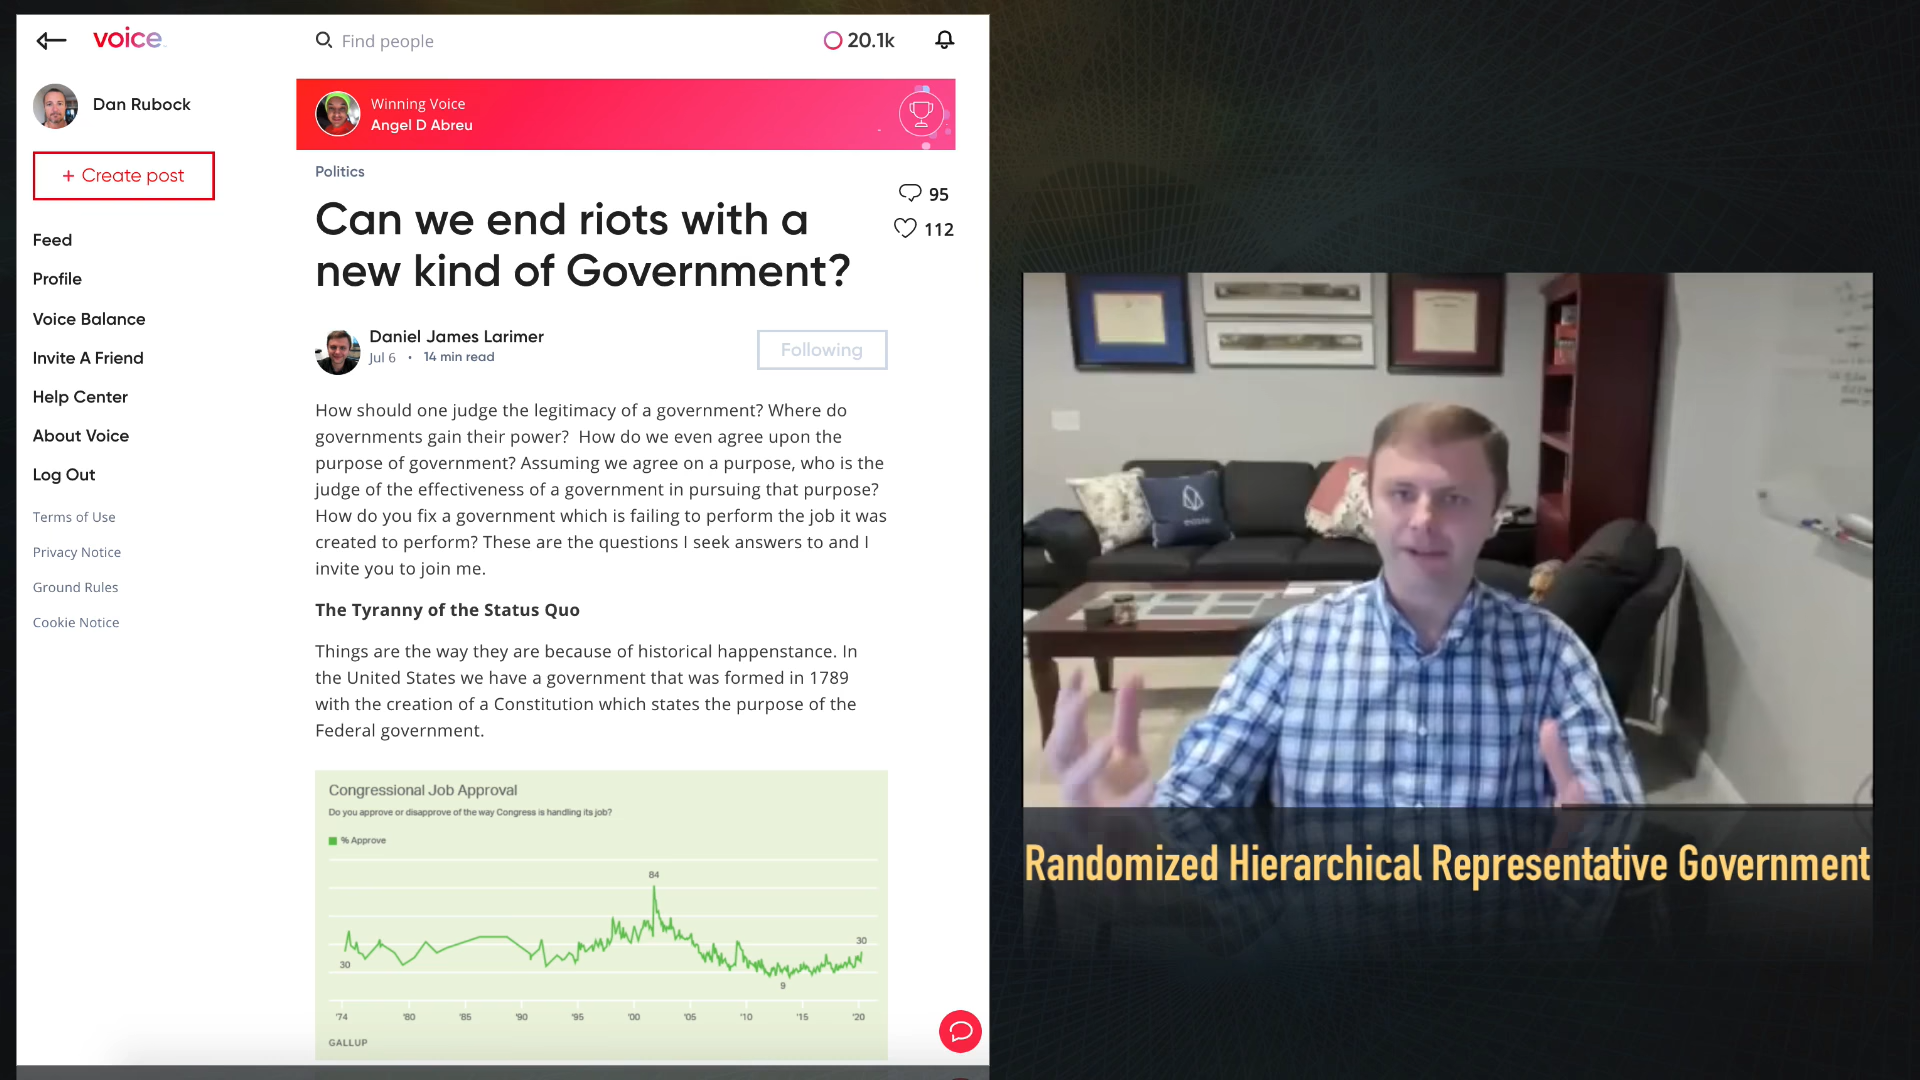 voice
Find people
20.1k
Dan Rubock
+ Create post
Feed
Profile
Voice Balance
Invite A Friend
Help Center
About Voice
Log Out
Terms of Use
Privacy Notice
Ground Rules
Cookie Notice
Winning Voice
Angel D Abreu
Politics
95
112
Can we end riots with a
new kind of Government?
Daniel James Larimer
Jul 6 • 14 min read
Following
How should one judge the legitimacy of a government? Where do
governments gain their power?  How do we even agree upon the
purpose of government? Assuming we agree on a purpose, who is the
judge of the effectiveness of a government in pursuing that purpose?
How do you fix a government which is failing to perform the job it was
created to perform? These are the questions I seek answers to and I
invite you to join me.
The Tyranny of the Status Quo
Things are the way they are because of historical happenstance. In
the United States we have a government that was formed in 1789
with the creation of a Constitution which states the purpose of the
Federal government.
Congressional Job Approval
Do you approve or disapprove of the way Congress is handling its job?
% Approve
84
30
30
9
'74 '80 '85 '90 '95 '00 '05 '10 '15 '20
GALLUP
Randomized Hierarchical Representative Government